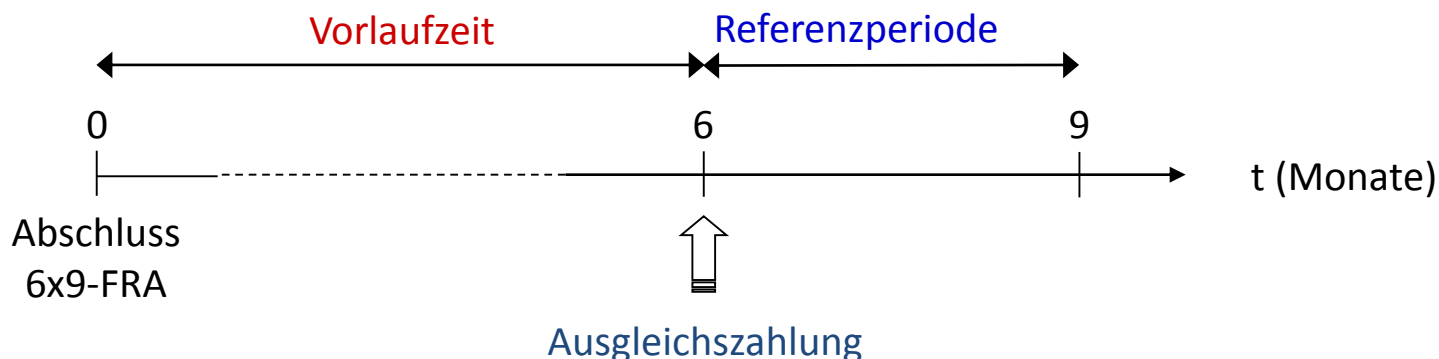 Vorlaufzeit Referenzperiode
0 6 9
t (Monate)
Abschluss
6x9-FRA
Ausgleichszahlung